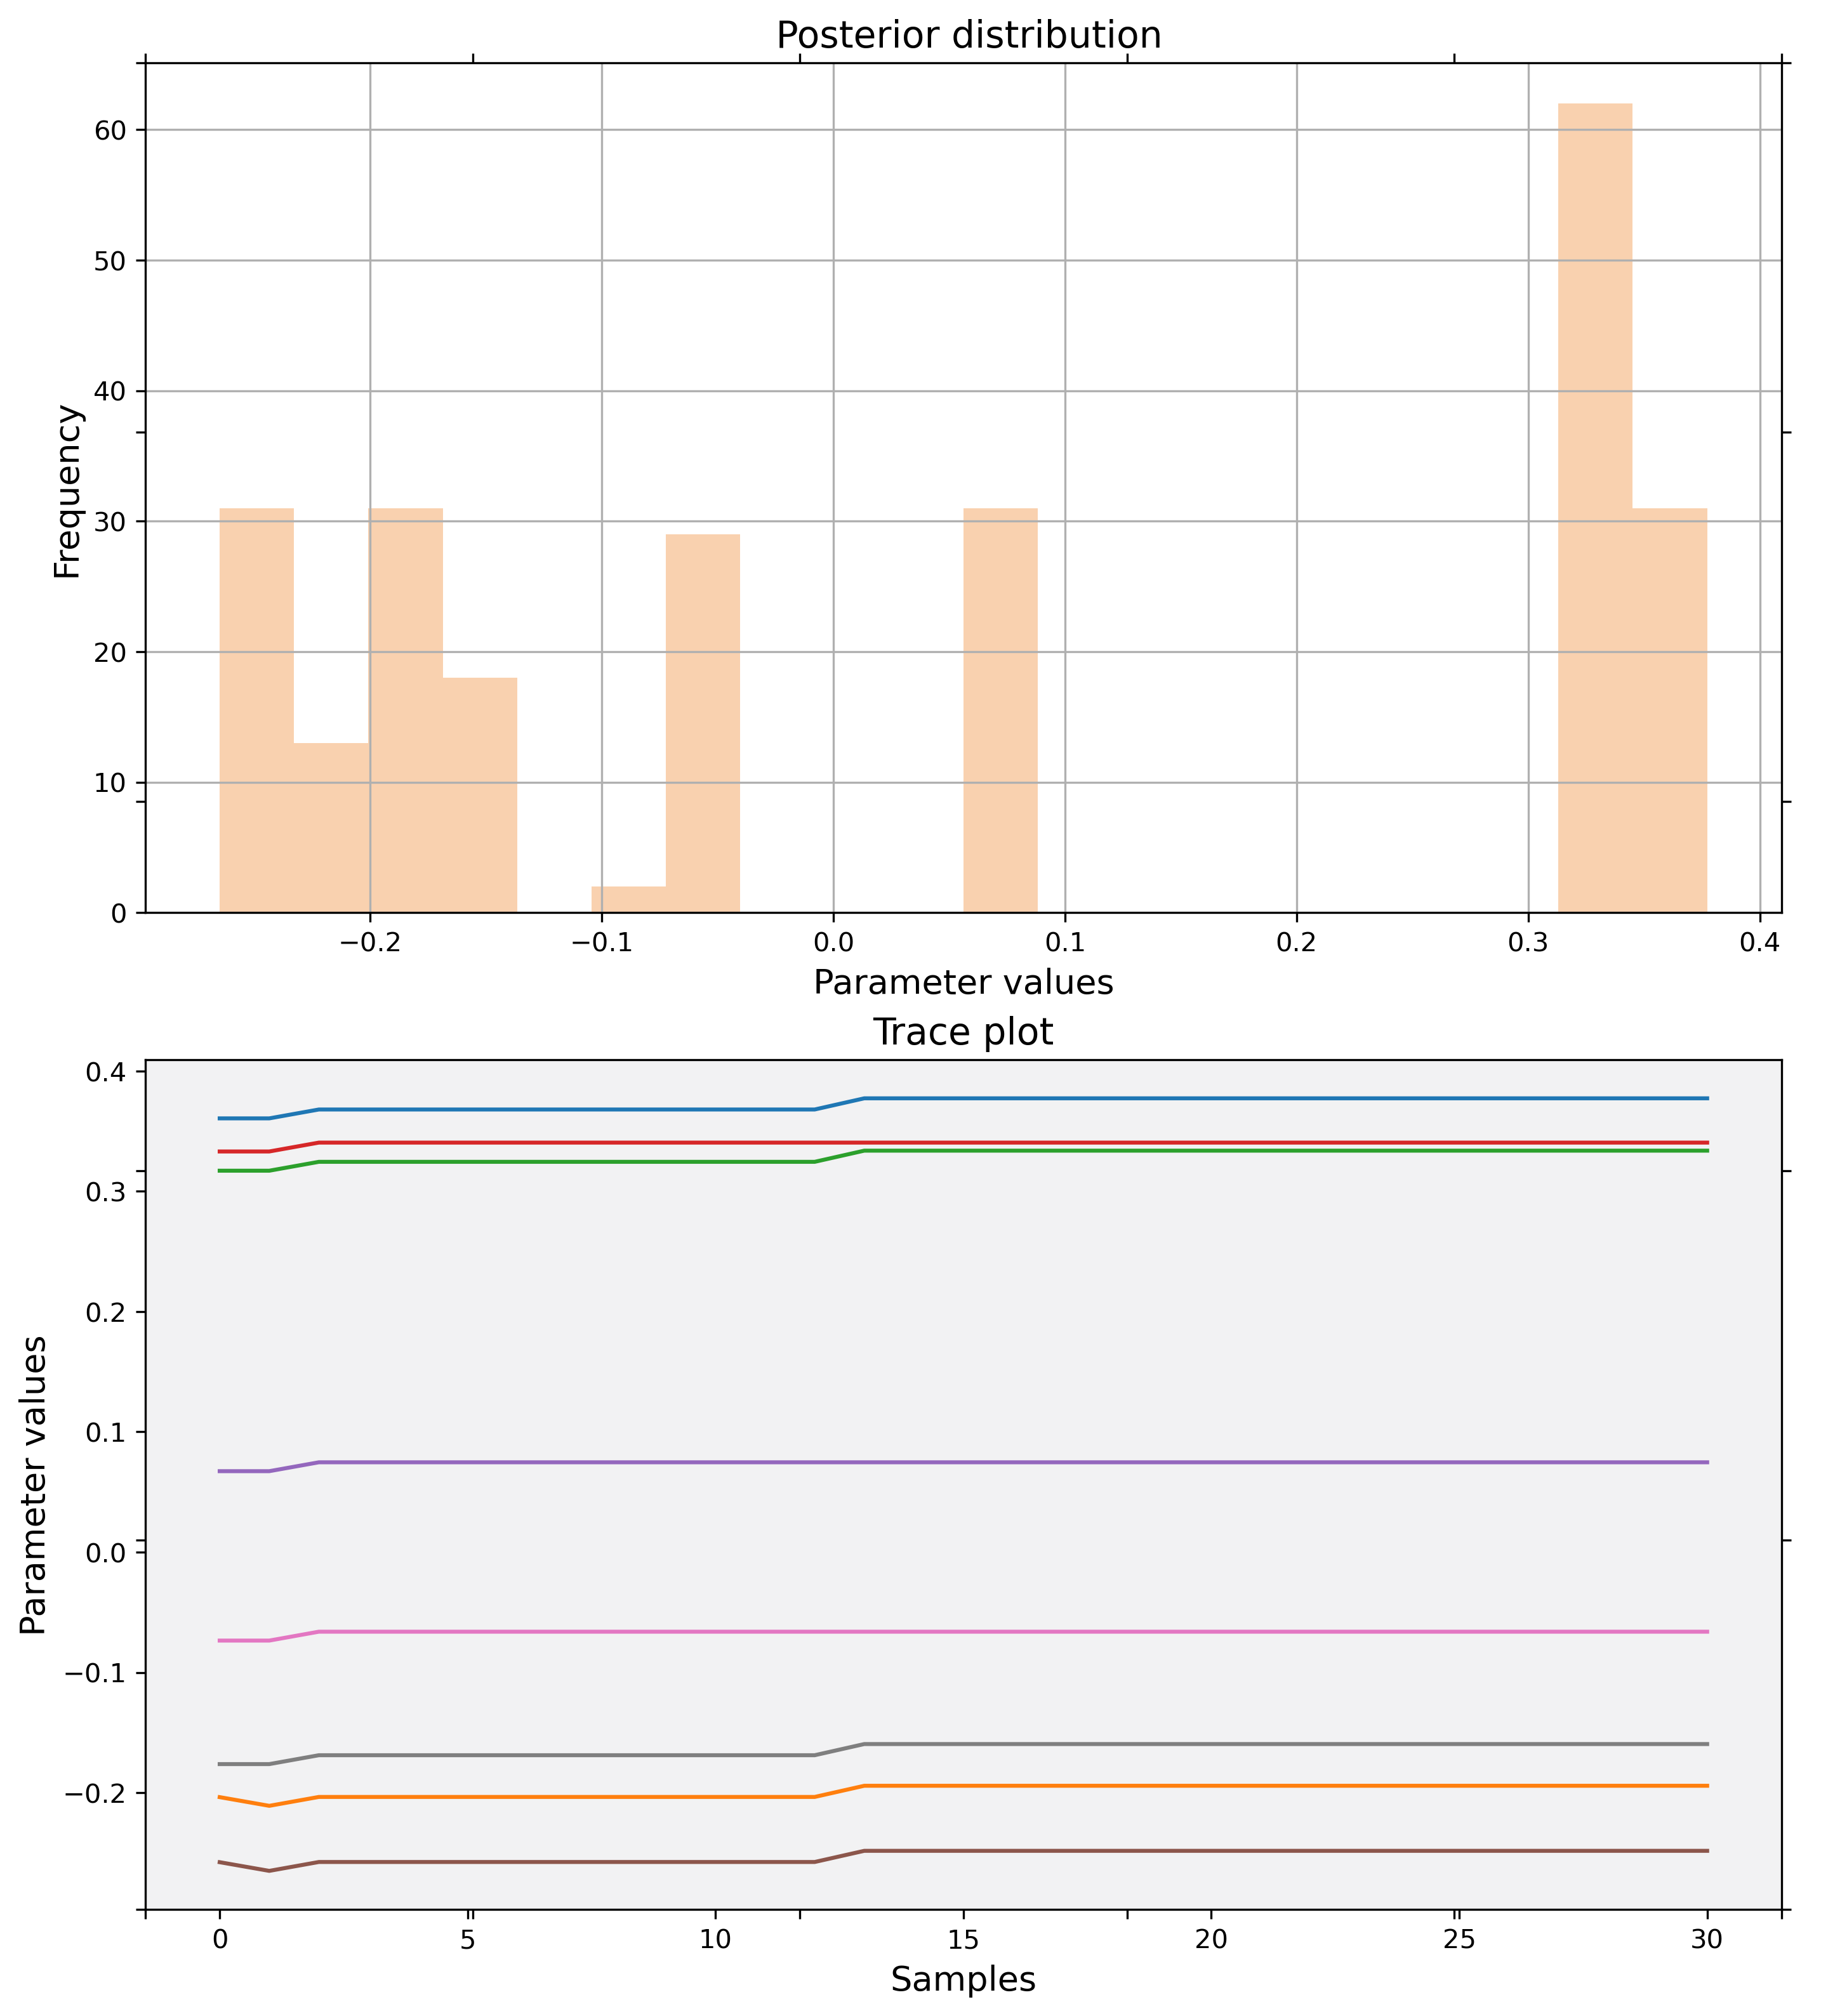 Posterior distribution
Frequency
60
50
40
30
20
10
0
−0.2 −0.1 0.0 0.1 0.2 0.3 0.4
Parameter values
Trace plot
Parameter values
0.4
0.3
0.2
0.1
0.0
−0.1
−0.2
0 5 10 15 20 25 30
Samples